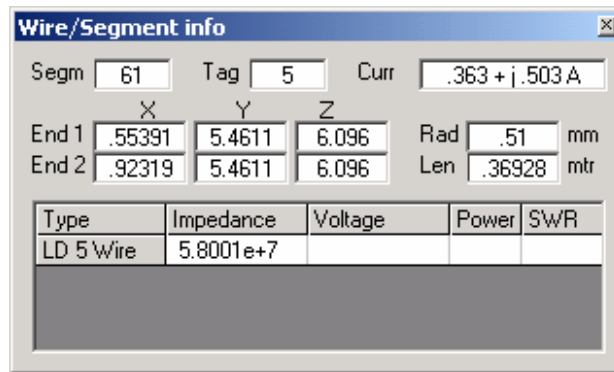 Wire/Segment info
Segm 61 Tag 5 Curr .363 + j .503 A
X Y Z
End 1 .55391 5.4611 6.096 Rad .51 mm
End 2 .92319 5.4611 6.096 Len .36928 mtr
Type Impedance Voltage Power SWR
LD 5 Wire 5.8001e+7